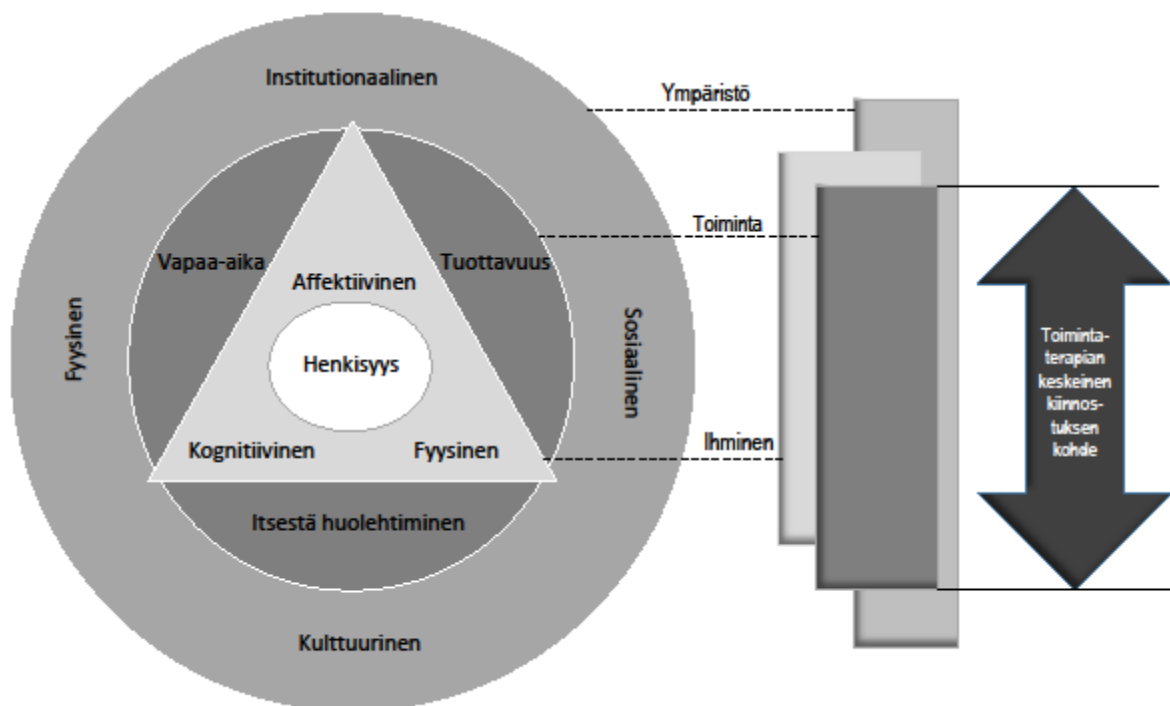 Institutionaalinen
Ympäristö
Toiminta
Vapaa-aika
Tuottavuus
Affektiivinen
Fyysinen
Sosiaalinen
Henkisyys
Toiminta-
terapian
keskeinen
kiinnos-
tuksen
kohde
Ihminen
Kognitiivinen
Fyysinen
Itsestä huolehtiminen
Kulttuurinen